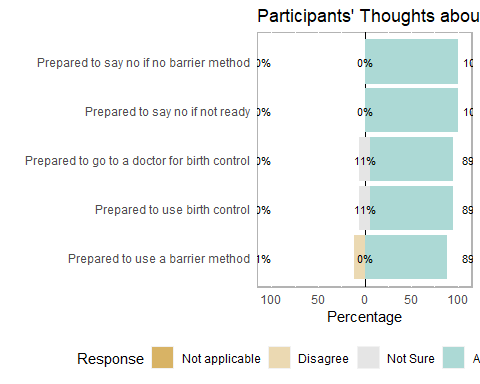 Participants' Thoughts abou
Prepared to say no if no barrier method 0% 0% 10
Prepared to say no if not ready 0% 0% 10
Prepared to go to a doctor for birth control 0% 11% 89
Prepared to use birth control 0% 11% 89
Prepared to use a barrier method 1% 0% 89
100 50 0 50 100
Percentage
Response Not applicable Disagree Not Sure A